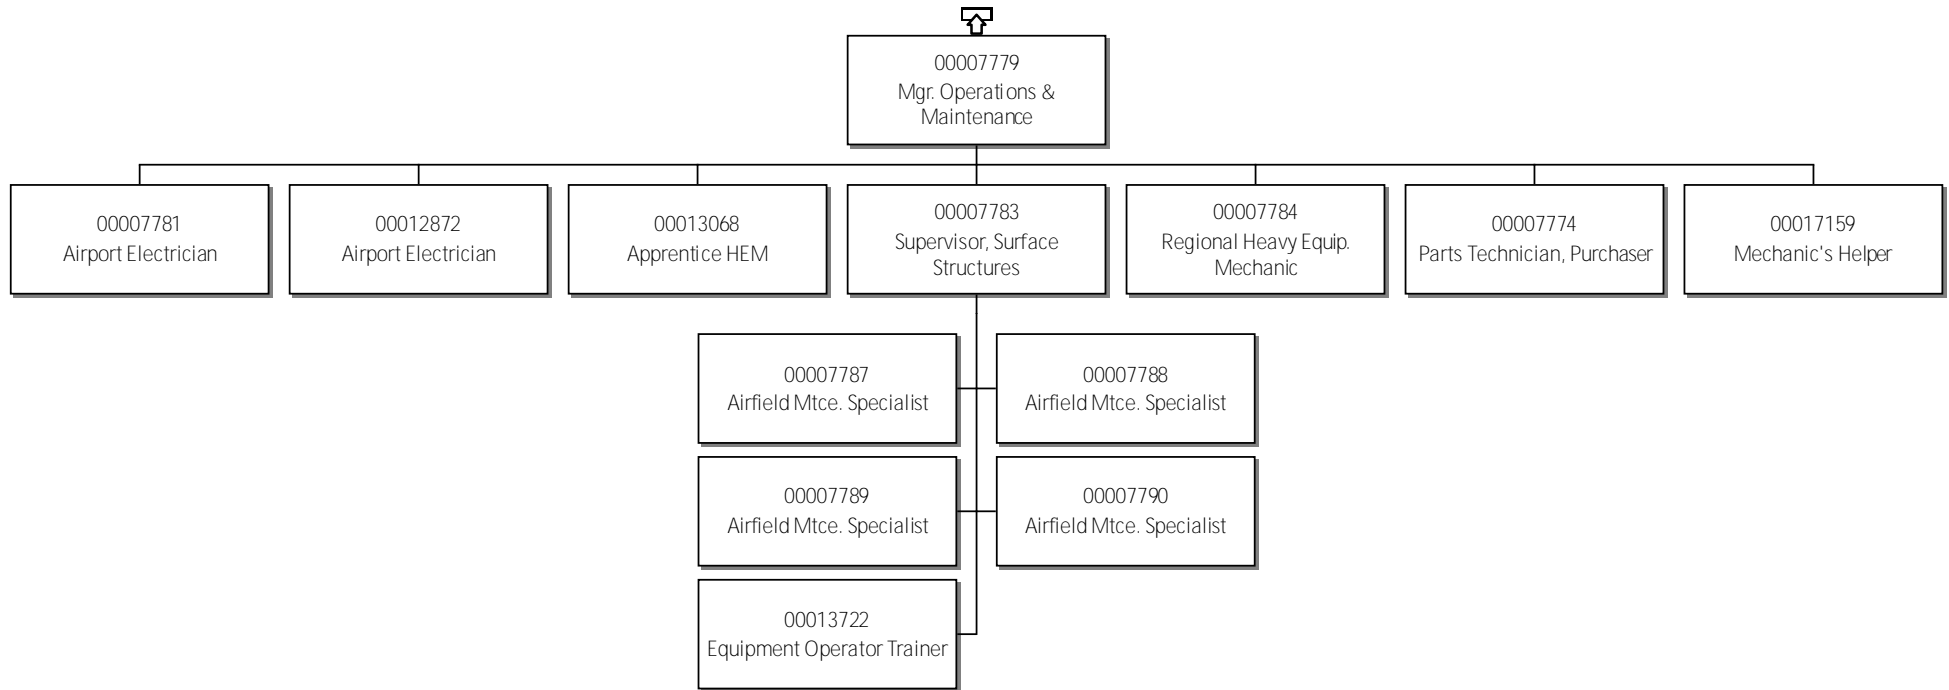 00007779
Mgr. Operations &
Maintenance
00007781
Airport Electrician
00012872
Airport Electrician
00013068
Apprentice HEM
00007783
Supervisor, Surface
Structures
00007784
Regional Heavy Equip.
Mechanic
00007774
Parts Technician, Purchaser
00017159
Mechanic's Helper
00007787
Airfield Mtce. Specialist
00007788
Airfield Mtce. Specialist
00007789
Airfield Mtce. Specialist
00007790
Airfield Mtce. Specialist
00013722
Equipment Operator Trainer